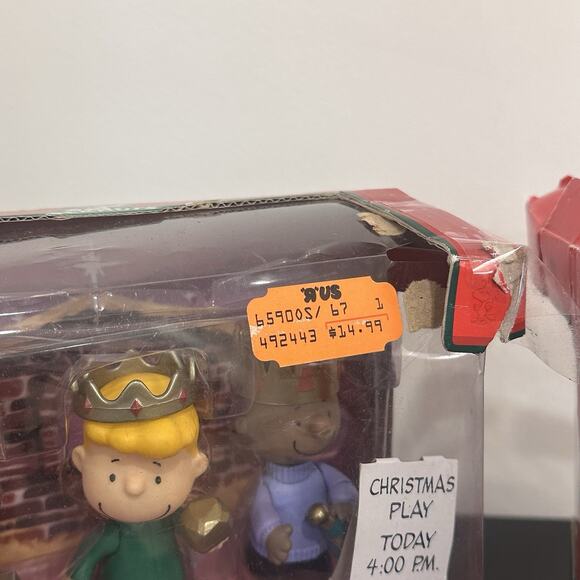 "R"US
65900S/ 67 1
492443 $14.99
CHRISTMAS
PLAY
TODAY
4:00 P.M.